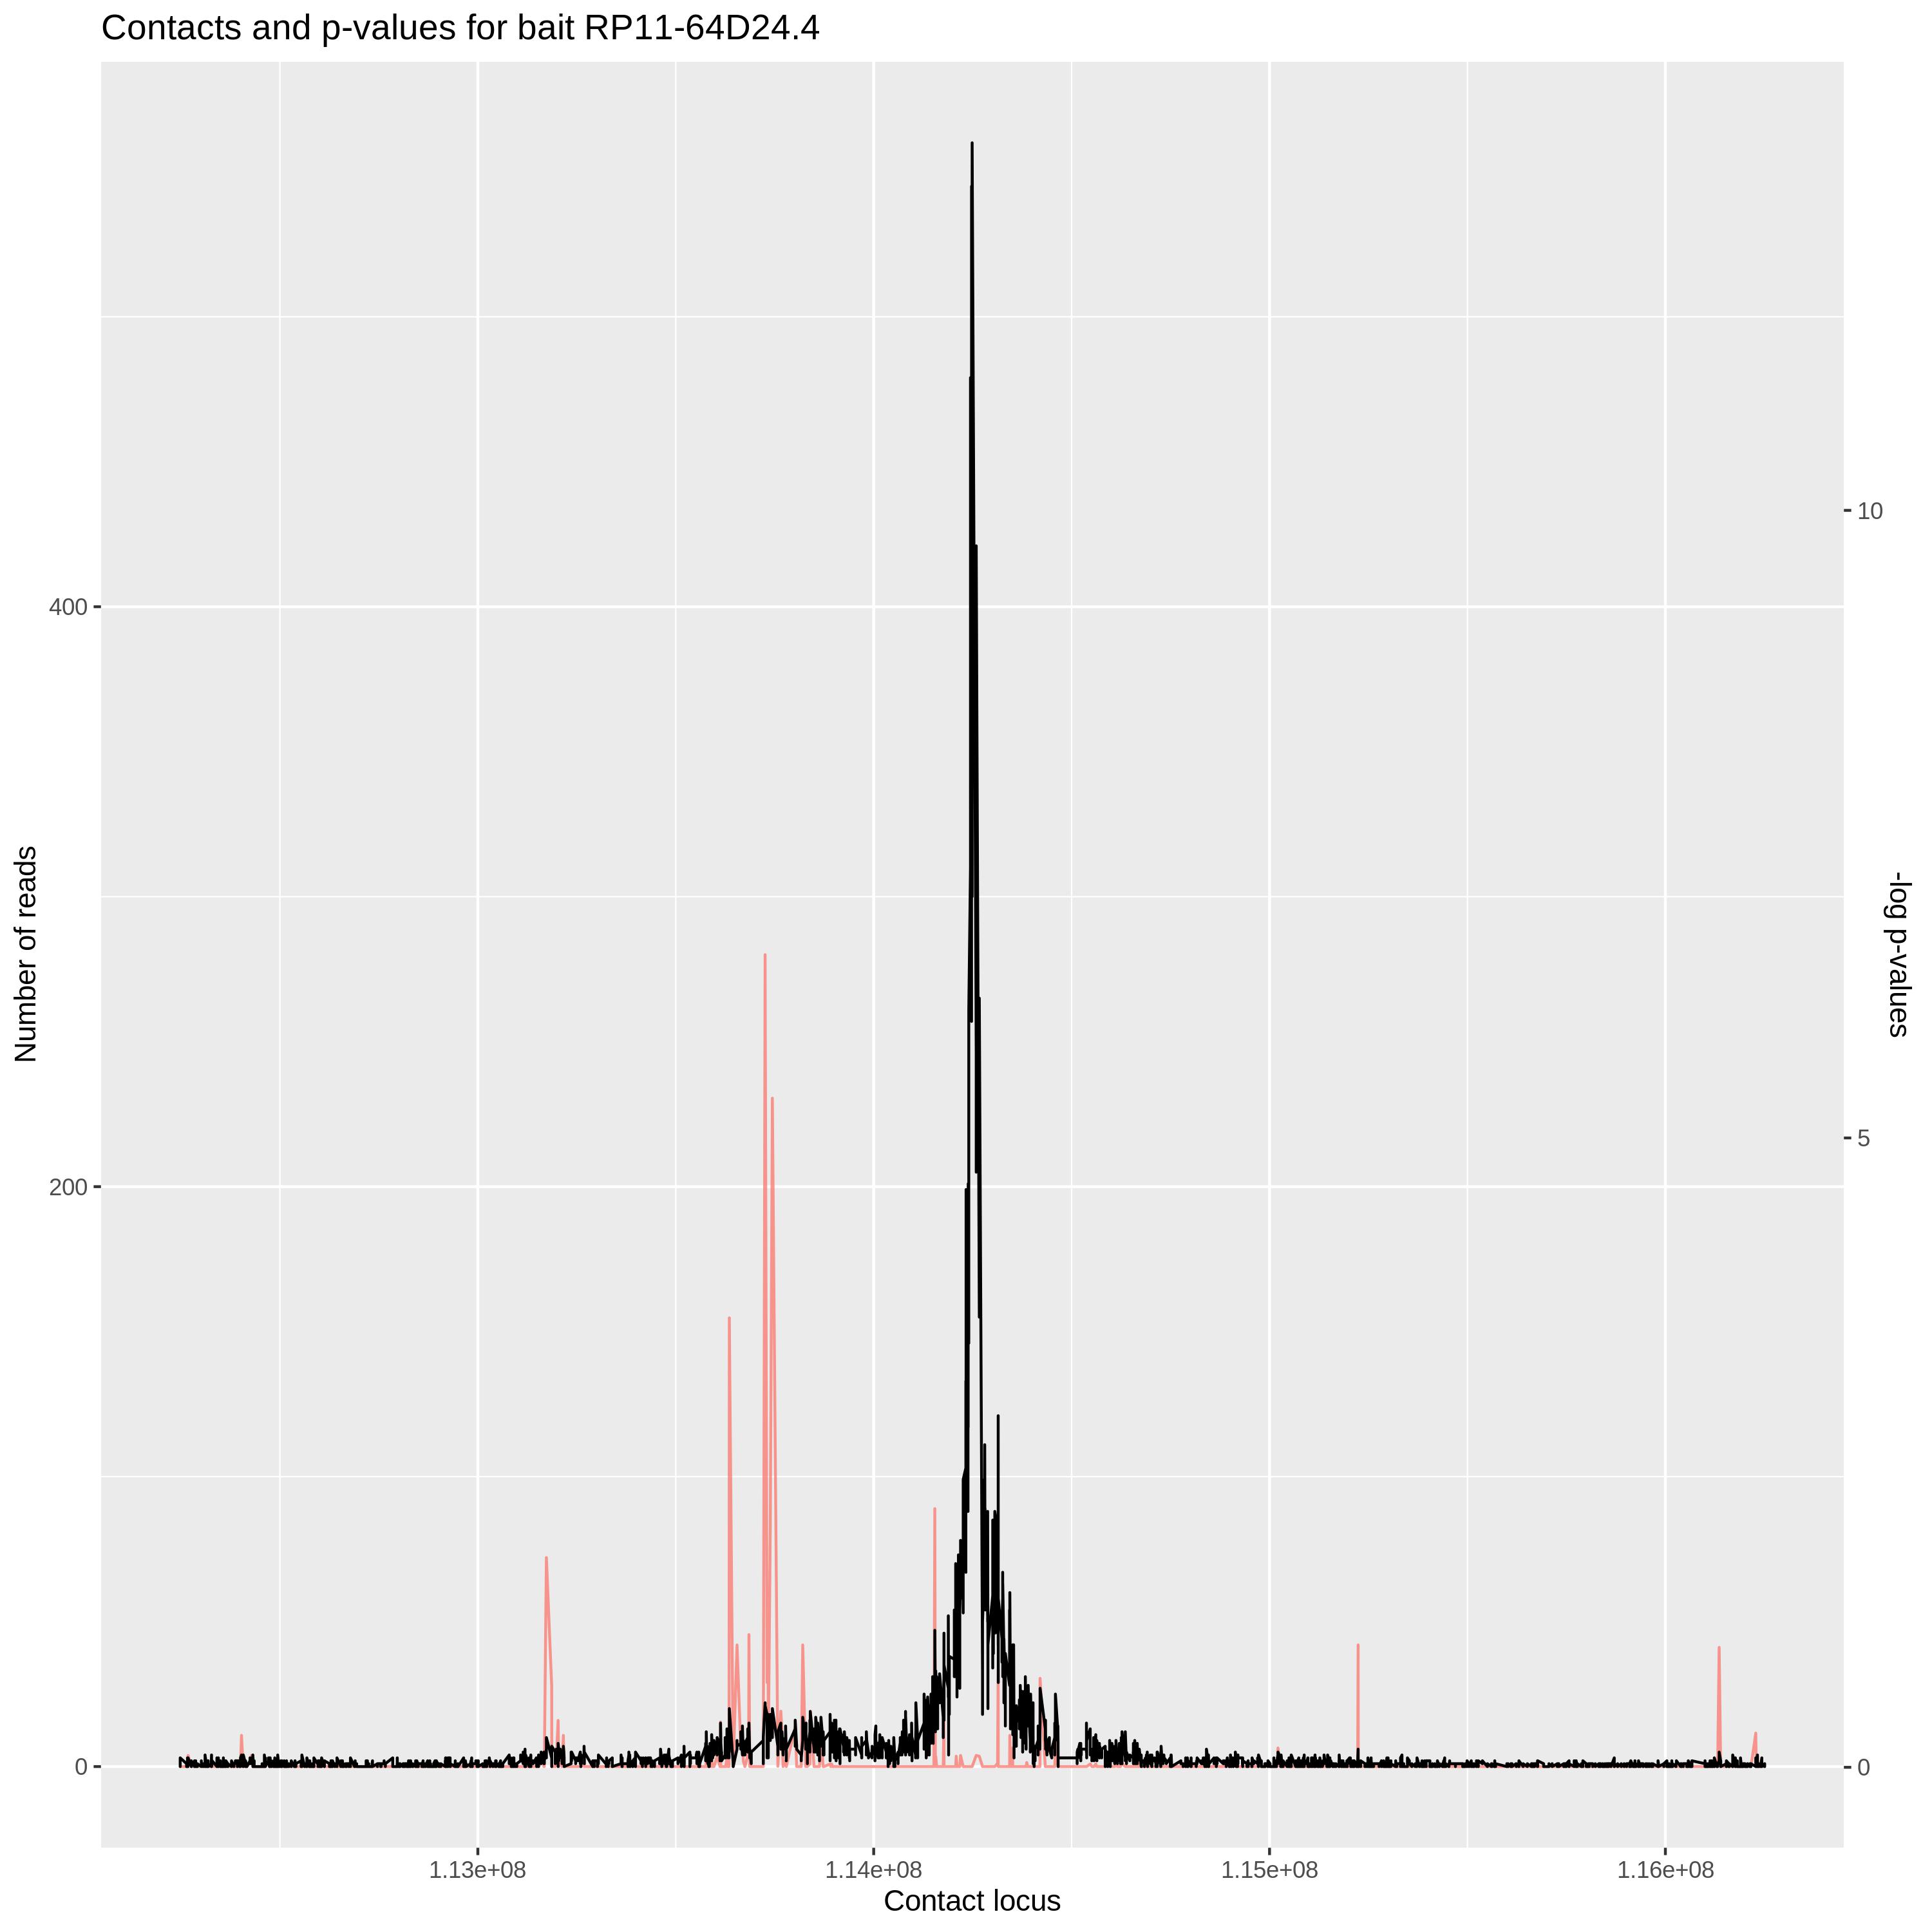 Contacts and p-values for bait RP11-64D24.4
Number of reads
400
200
0
10
5
0
-log p-values
1.13e+08 1.14e+08 1.15e+08 1.16e+08
Contact locus